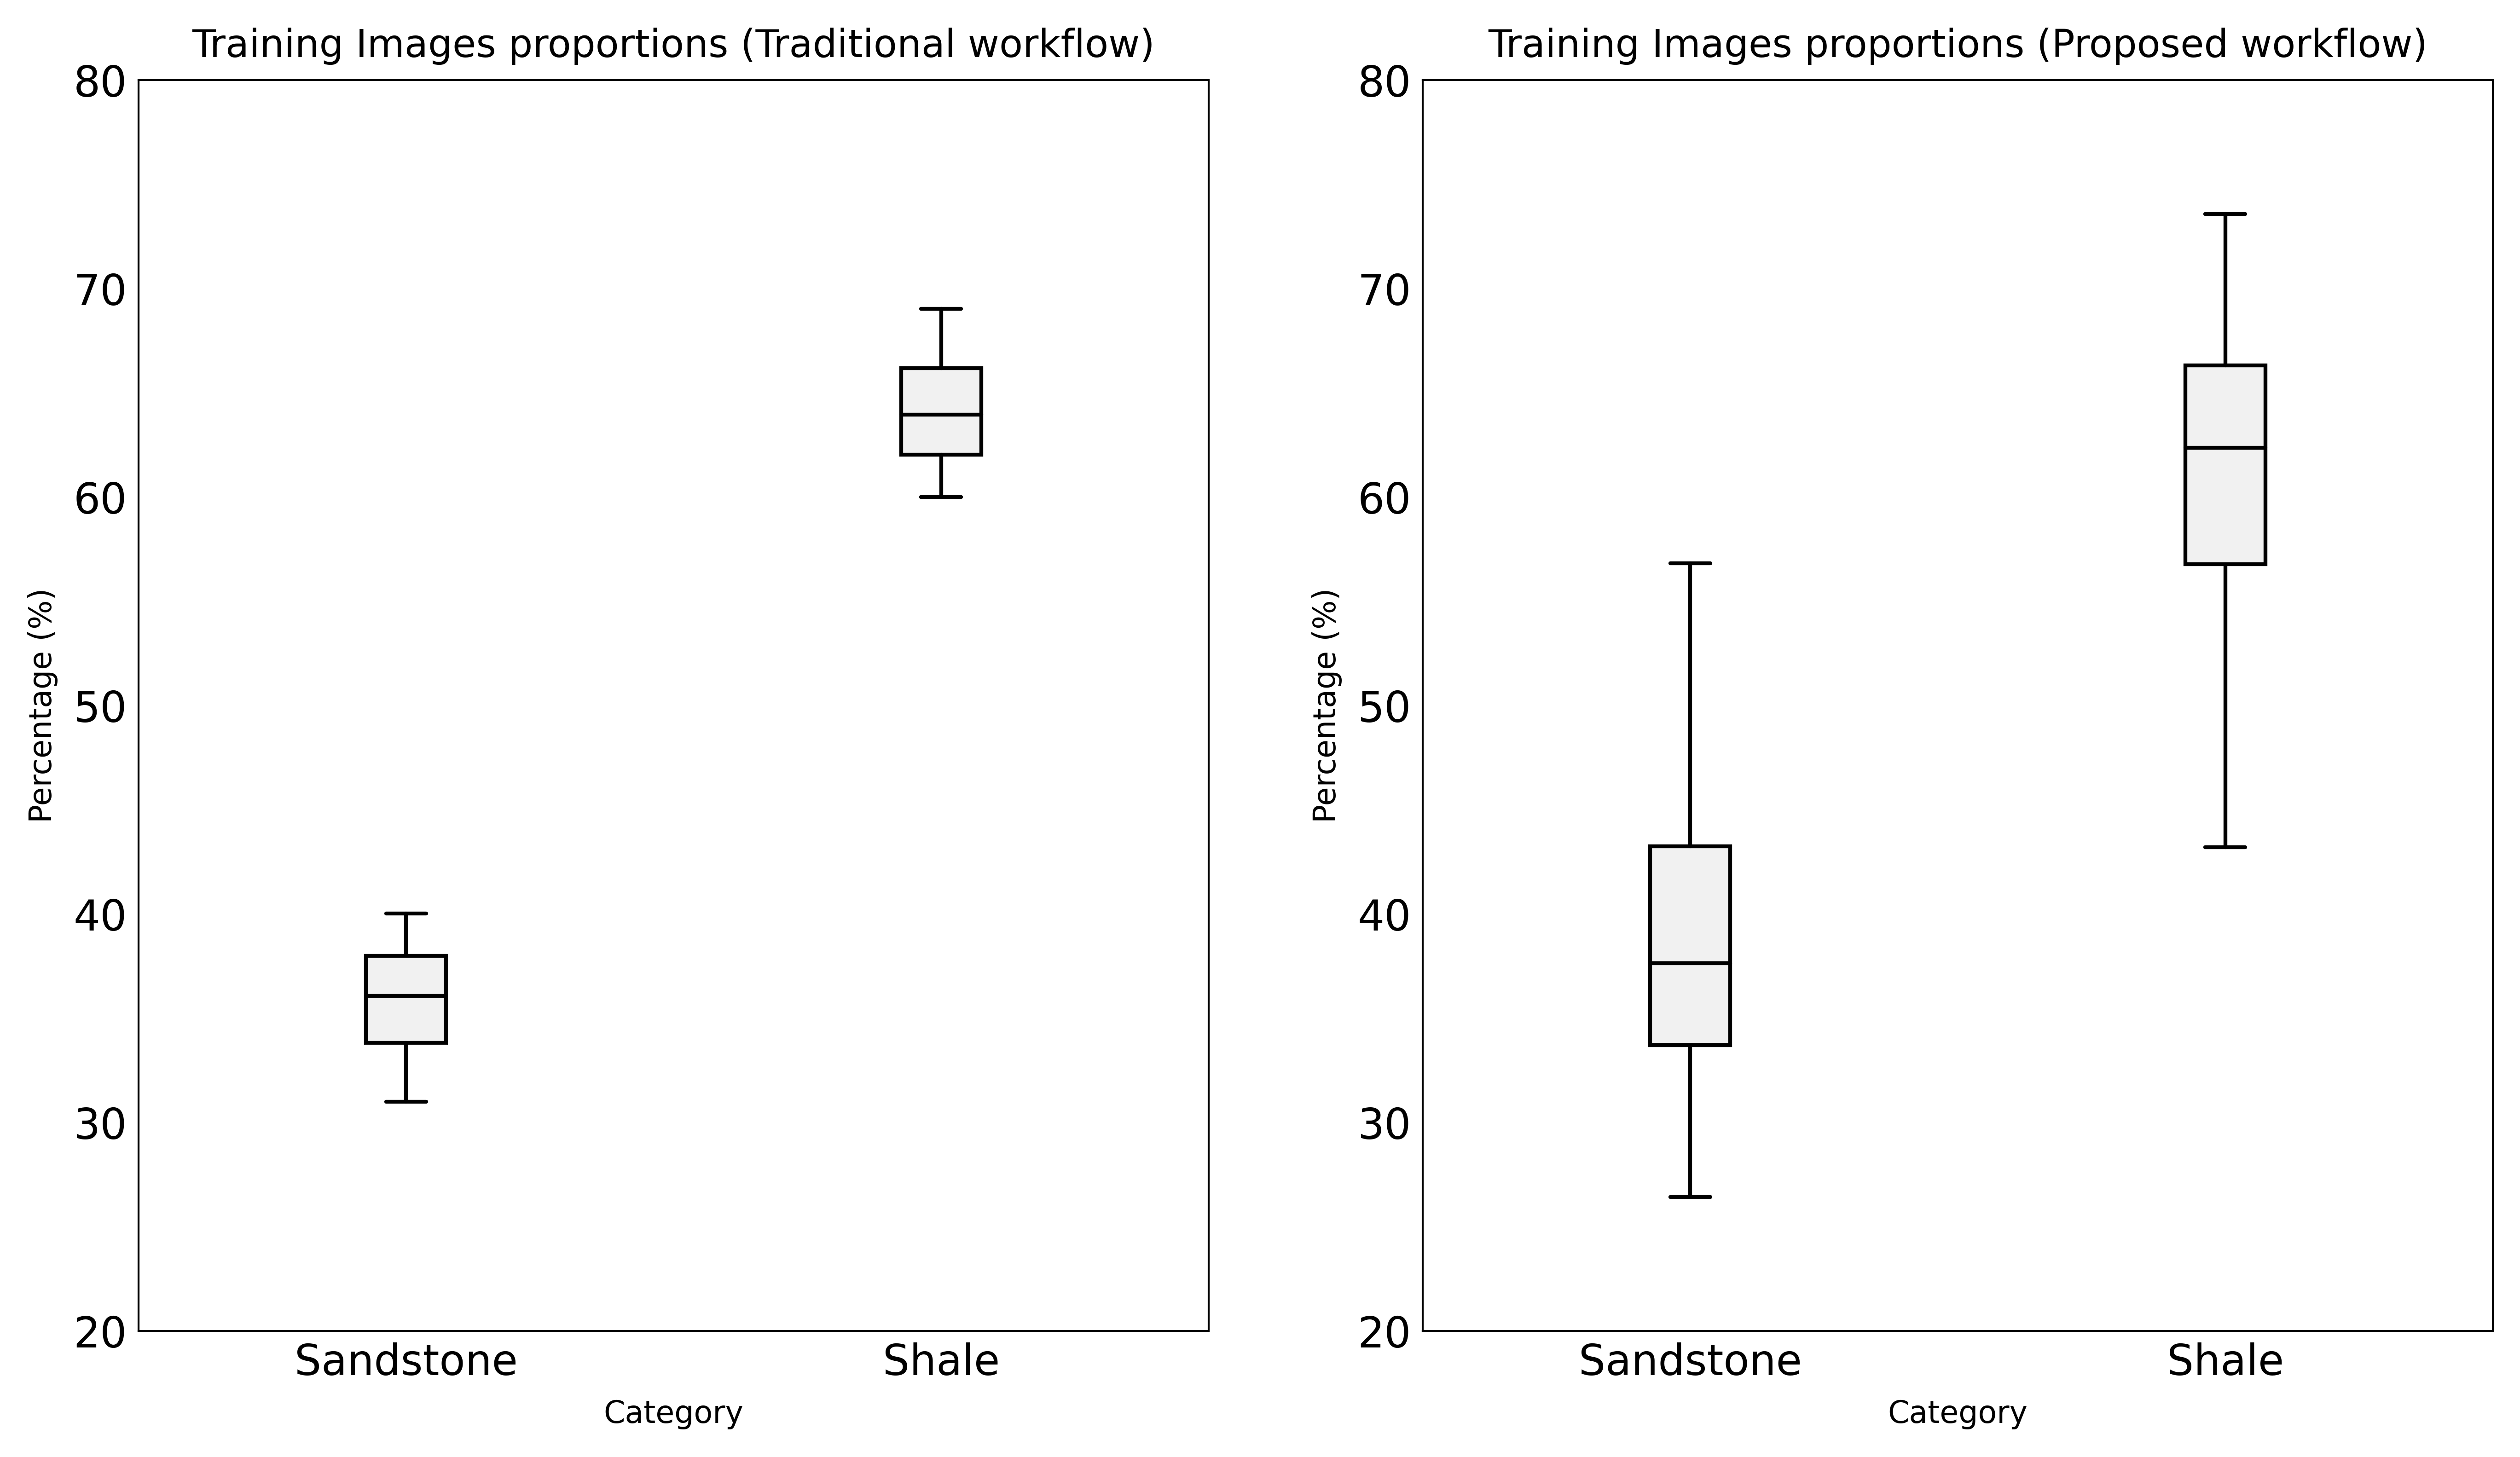 Training Images proportions (Traditional workflow)
80
70
60
50
40
30
20
Percentage (%)
Sandstone
Shale
Category
Training Images proportions (Proposed workflow)
80
70
60
50
40
30
20
Percentage (%)
Sandstone
Shale
Category